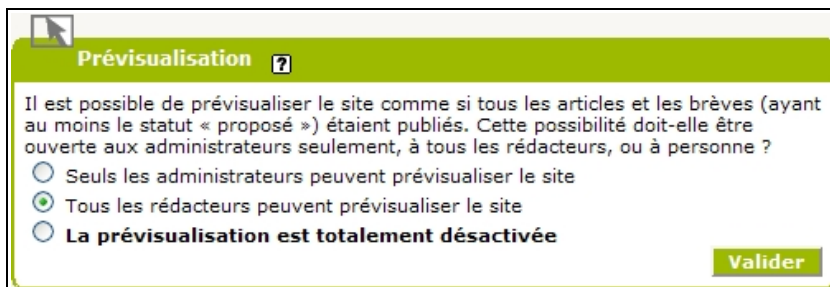 Prévisualisation ?
Il est possible de prévisualiser le site comme si tous les articles et les brèves (ayant
au moins le statut « proposé ») étaient publiés. Cette possibilité doit-elle être
ouverte aux administrateurs seulement, à tous les rédacteurs, ou à personne ?
Seuls les administrateurs peuvent prévisualiser le site
Tous les rédacteurs peuvent prévisualiser le site
La prévisualisation est totalement désactivée
Valider